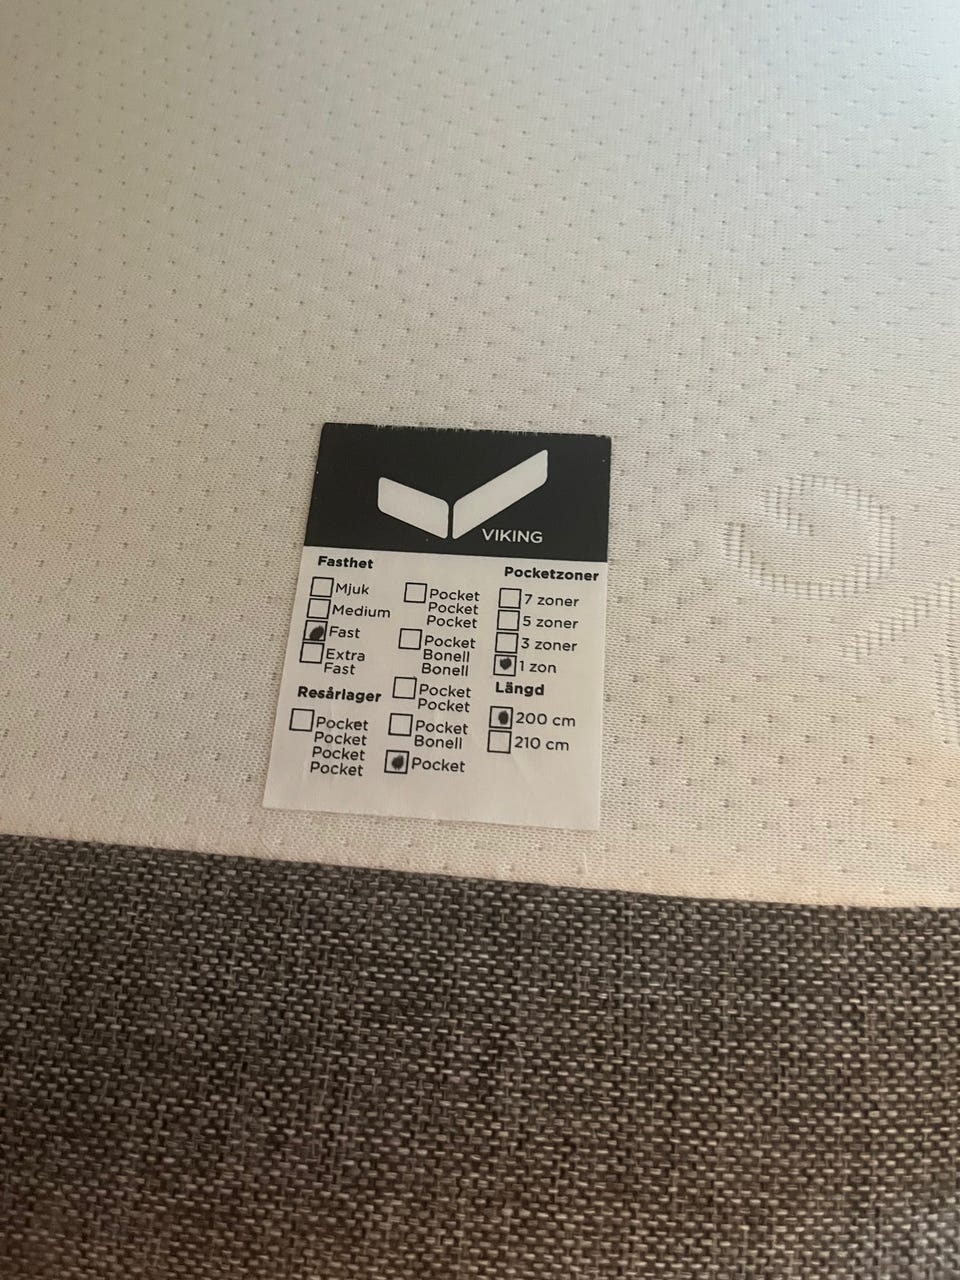 VIKING
Fasthet
Mjuk
Medium
Fast
Extra
Fast
Resårlager
Pocket
Pocket
Pocket
Pocket
Pocket
Pocket
Pocket
Pocket
Bonell
Bonell
Pocket
Pocket
Pocket
Bonell
Pocket
Pocketzoner
7 zoner
5 zoner
3 zoner
1 zon
Längd
200 cm
210 cm